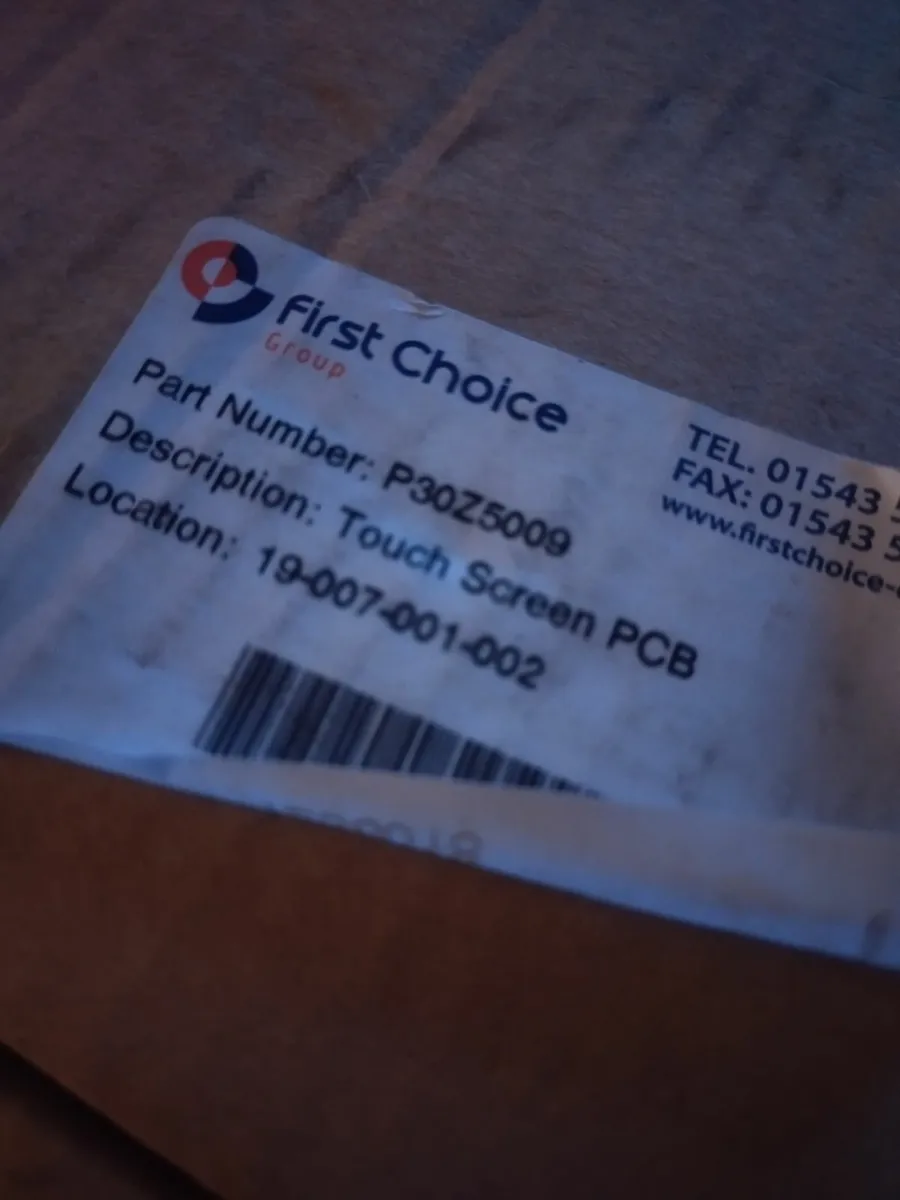 First Choice
Group
TEL. 01543
FAX: 01543
www.firstchoice-
Part Number: P30Z5009
Description: Touch Screen PCB
Location: 19-007-001-002